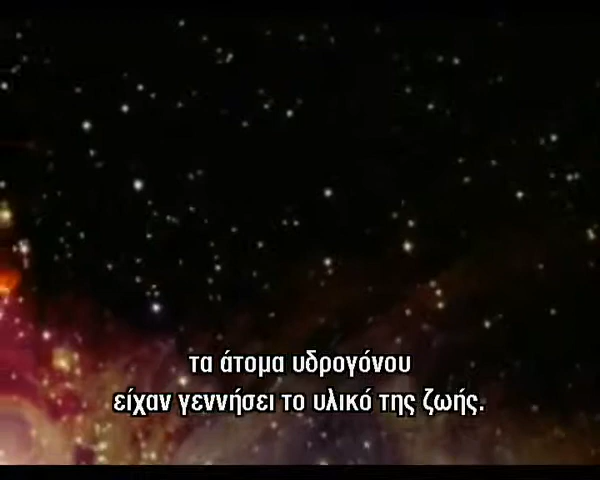 τα άτομα υδρογόνου
είχαν γεννήσει το υλικό της ζωής.